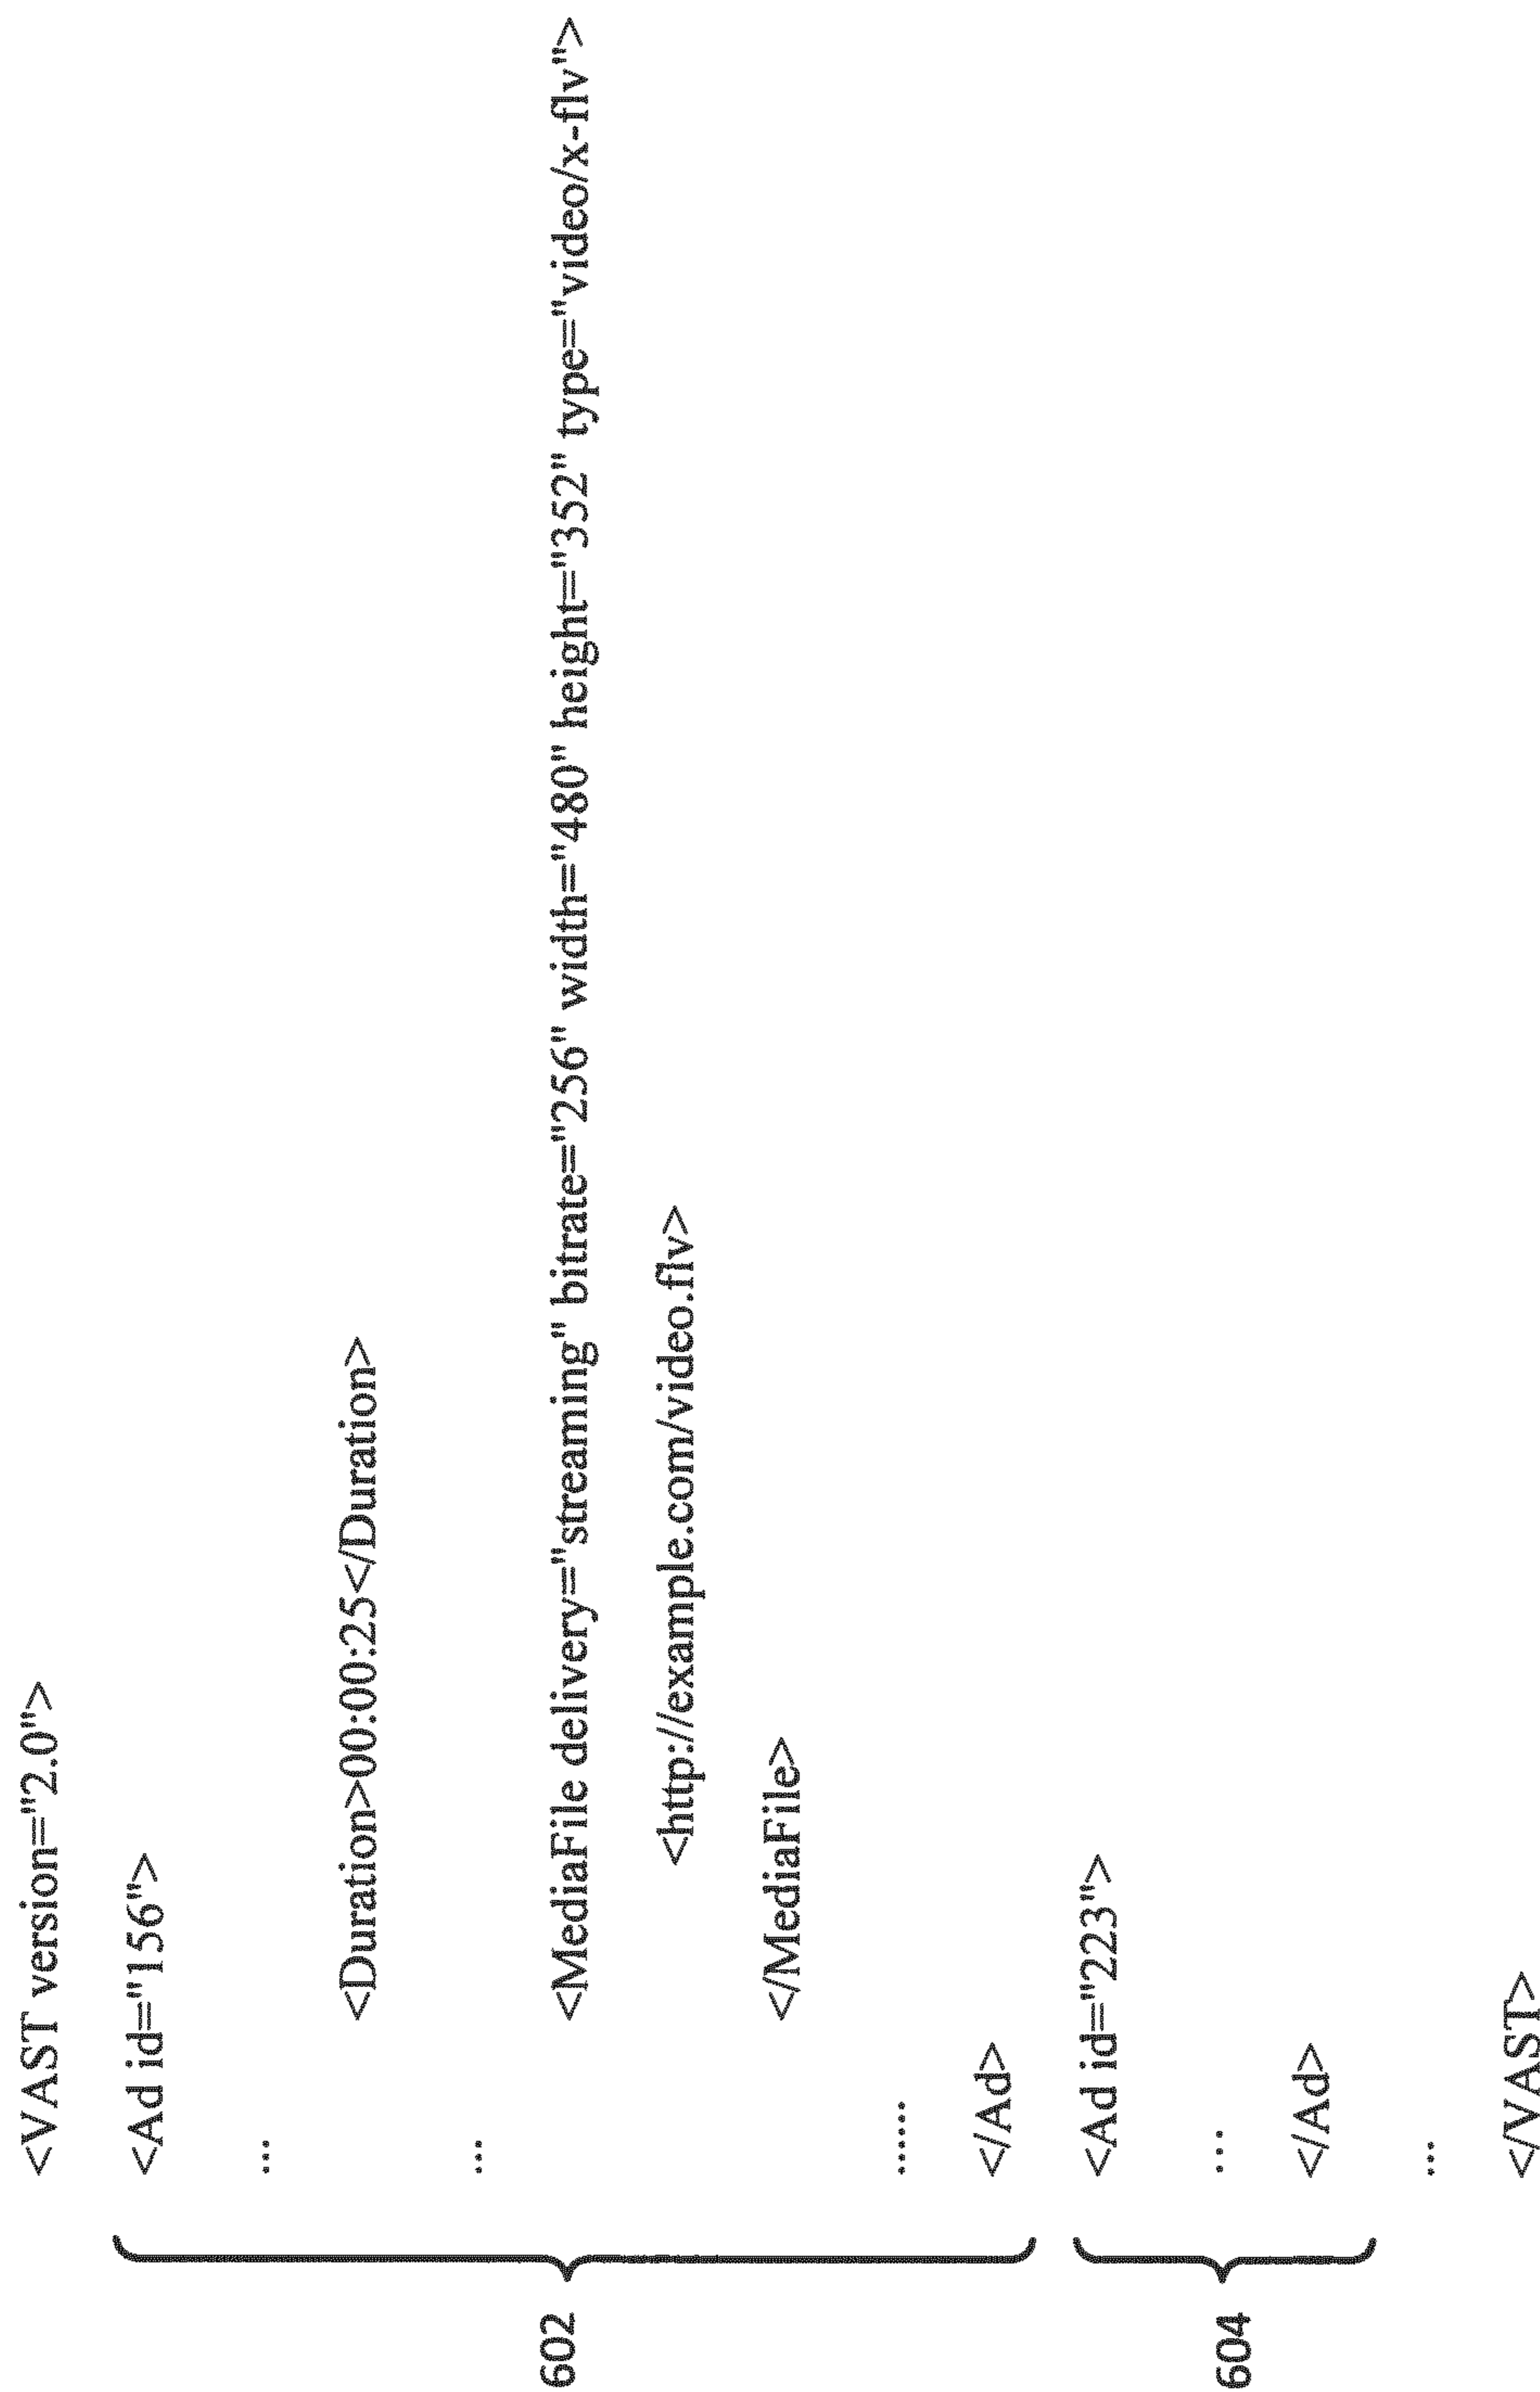 <VAST version="2.0">
<Ad id="156">
...
<Duration>00:00:25</Duration>
...
<MediaFile delivery="streaming" bitrate="256" width="480" height="352" type="video/x-flv">
<http://example.com/video.flv>
</MediaFile>
......
</Ad>
602
<Ad id="223">
...
</Ad>
604
...
</VAST>